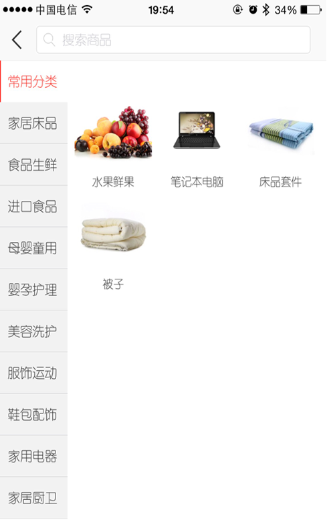 中国电信 19:54 34%
搜索商品
常用分类
家居床品
食品生鲜
进口食品
母婴童用
婴孕护理
美容洗护
服饰运动
鞋包配饰
家用电器
家居厨卫
水果鲜果 笔记本电脑 床品套件
被子